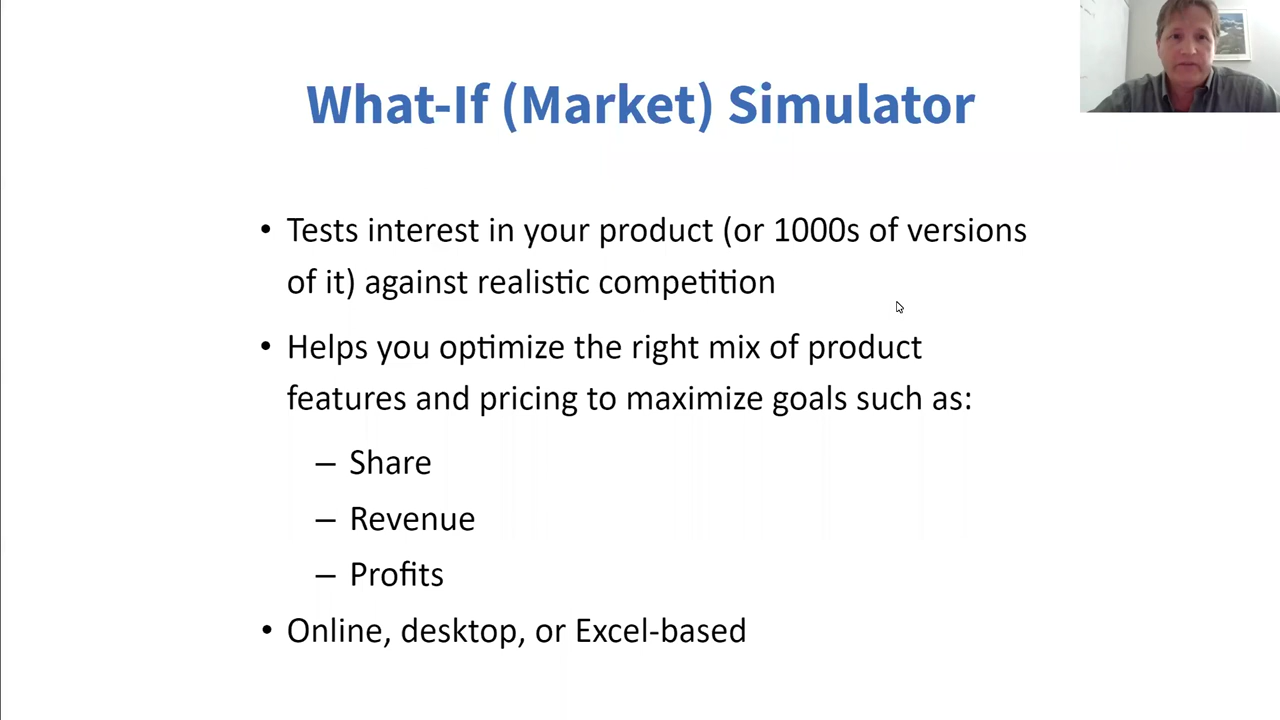 What-If (Market) Simulator
• Tests interest in your product (or 1000s of versions
of it) against realistic competition
• Helps you optimize the right mix of product
features and pricing to maximize goals such as:
– Share
– Revenue
– Profits
• Online, desktop, or Excel-based